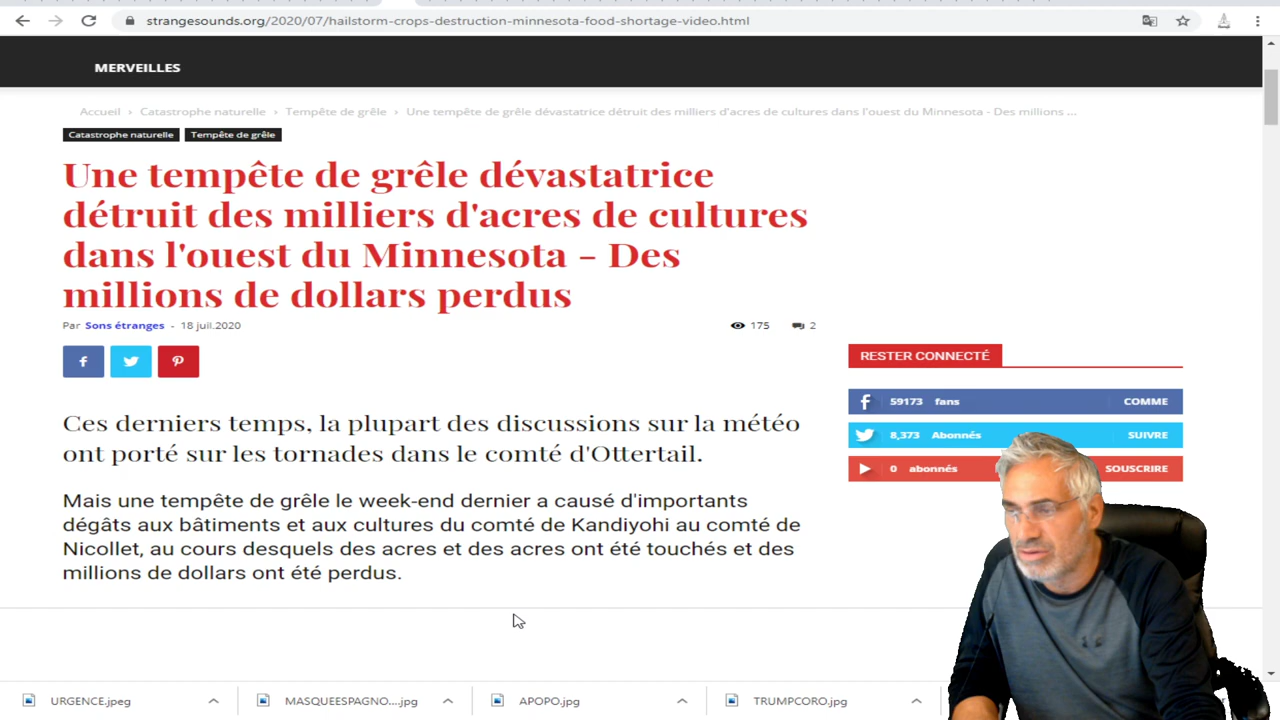 strangesounds.org/2020/07/hailstorm-crops-destruction-minnesota-food-shortage-video.html
MERVEILLES
Accueil › Catastrophe naturelle › Tempête de grêle › Une tempête de grêle dévastatrice détruit des milliers d'acres de cultures dans l'ouest du Minnesota - Des millions ...
Catastrophe naturelle Tempête de grêle
Une tempête de grêle dévastatrice
détruit des milliers d'acres de cultures
dans l'ouest du Minnesota - Des
millions de dollars perdus
Par Sons étranges - 18 juil.2020 175 2
RESTER CONNECTÉ
59173 fans COMME
8,373 Abonnés SUIVRE
0 abonnés SOUSCRIRE
Ces derniers temps, la plupart des discussions sur la météo
ont porté sur les tornades dans le comté d'Ottertail.
Mais une tempête de grêle le week-end dernier a causé d'importants
dégâts aux bâtiments et aux cultures du comté de Kandiyohi au comté de
Nicollet, au cours desquels des acres et des acres ont été touchés et des
millions de dollars ont été perdus.
URGENCE.jpeg MASQUEESPAGNO....jpg APOPO.jpg TRUMPCORO.jpg